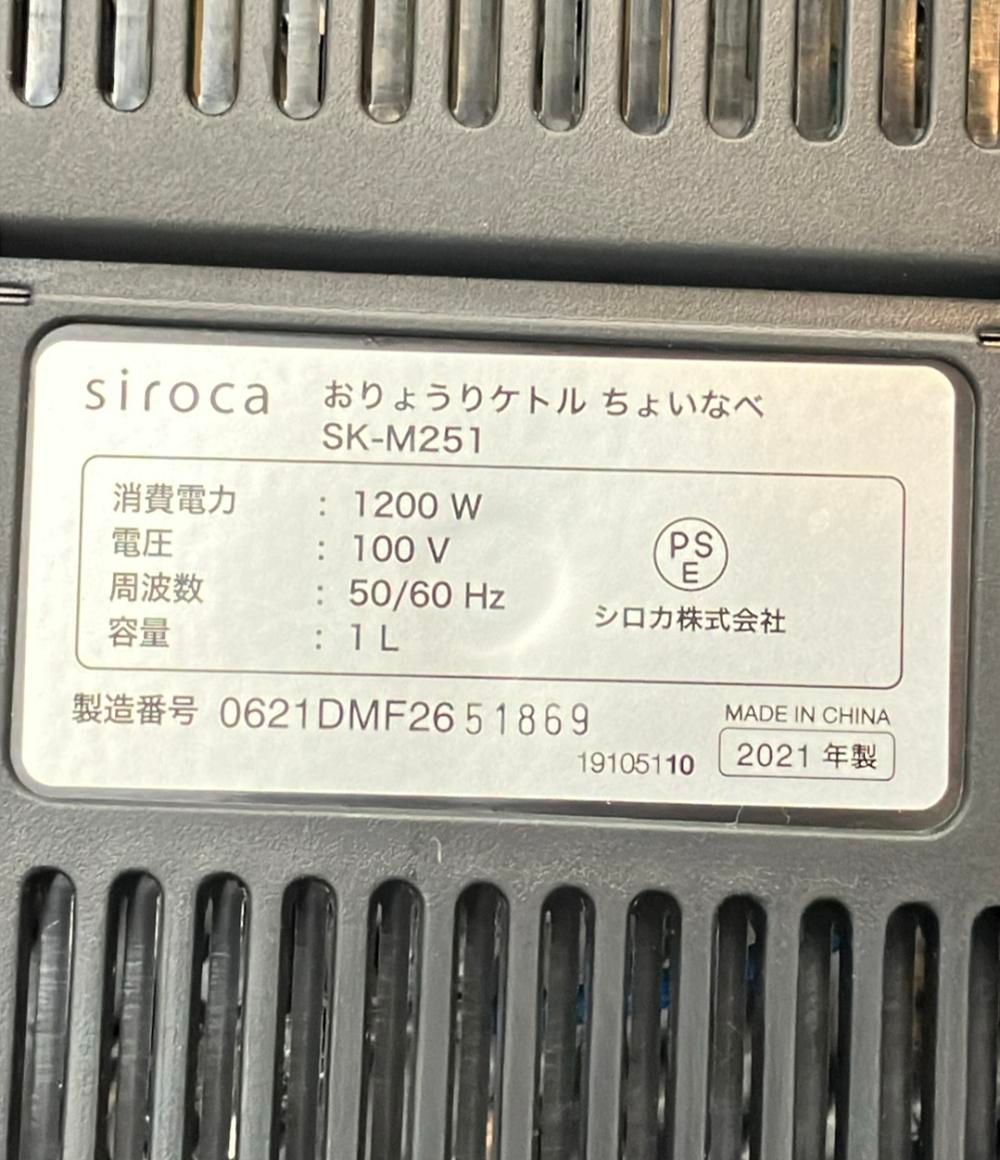 siroca おりょうりケトル ちょいなべ
SK-M251
消費電力 : 1200 W
電圧 : 100 V
周波数 : 50/60 Hz
容量 : 1 L
PS
E
シロカ株式会社
製造番号 0621DMF2651869
MADE IN CHINA
19105110
2021 年製